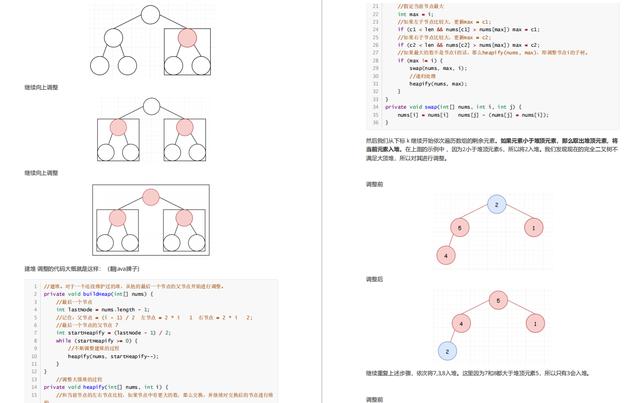 继续向上调整
继续向上调整
建堆 调整的代码大概就是这样：（翻Java牌子）
1 //建堆。对于一个还没维护过的堆，从他的最后一个节点的父节点开始进行调整。
2 private void buildHeap(int[] nums) {
3 //最后一个节点
4 int lastNode = nums.length - 1;
5 //记住：父节点 = (i - 1) / 2 左节点 = 2 * i 1 右节点 = 2 * i 2;
6 //最后一个节点的父节点 ?
7 int startHeapify = (lastNode - 1) / 2;
8 while (startHeapify >= 0) {
9 //不断调整建堆的过程
10 heapify(nums, startHeapify--);
11 }
12 }
13 //调整大顶堆的过程
14 private void heapify(int[] nums, int i) {
15 //和当前节点的左右节点比较，如果节点中有更大的数，那么交换，并继续对交换后的节点进行维
21 //假定当前节点最大
22 int max = i;
23 //如果左子节点比较大，更新max = c1;
24 if (c1 < len && nums[c1] > nums[max]) max = c1;
25 //如果右子节点比较大，更新max = c2;
26 if (c2 < len && nums[c2] > nums[max]) max = c2;
27 //如果最大的数不是节点i的话，那么heapify(nums, max)，即调整节点i的子树。
28 if (max != i) {
29 swap(nums, max, i);
30 //递归处理
31 heapify(nums, max);
32 }
33 }
34 private void swap(int[] nums, int i, int j) {
35 nums[i] = nums[i] nums[j] - (nums[j] = nums[i]);
36 }
然后我们从下标 k 继续开始依次遍历数组的剩余元素。如果元素小于堆顶元素，那么取出堆顶元素，将
当前元素入堆。在上面的示例中，因为2小于堆顶元素6，所以将2入堆。我们发现现在的完全二叉树不
满足大顶堆，所以对其进行调整。
调整前
2
6 1
4
调整后
6
4 1
2
继续重复上述步骤，依次将7,3,8入堆。这里因为7和8都大于堆顶元素5，所以只有3会入堆。
调整前